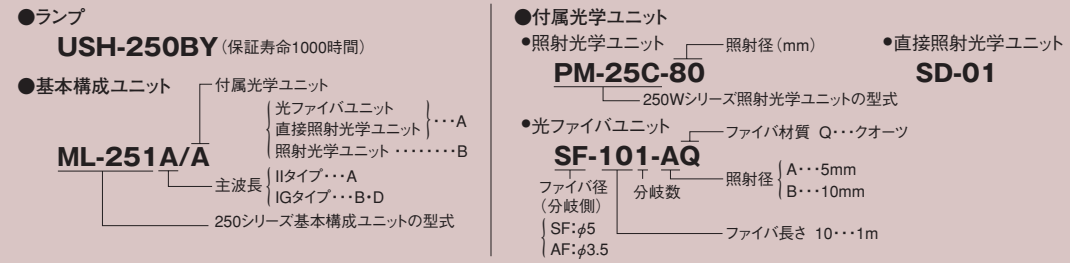 ●ランプ
USH-250BY(保証寿命1000時間)
●基本構成ユニット
付属光学ユニット
光ファイバユニット
直接照射光学ユニット ・・・A
照射光学ユニット ・・・・・・・・B
ML-251A/A
主波長
IIタイプ・・・A
IGタイプ・・・B・D
250シリーズ基本構成ユニットの型式
●付属光学ユニット
•照射光学ユニット
照射径(mm)
PM-25C-80
250Wシリーズ照射光学ユニットの型式
•直接照射光学ユニット
SD-01
•光ファイバユニット
ファイバ材質 Q・・・クオーツ
SF-101-AQ
ファイバ径
(分岐側)
SF:φ5
AF:φ3.5
分岐数
照射径
A・・・5mm
B・・・10mm
ファイバ長さ 10・・・1m